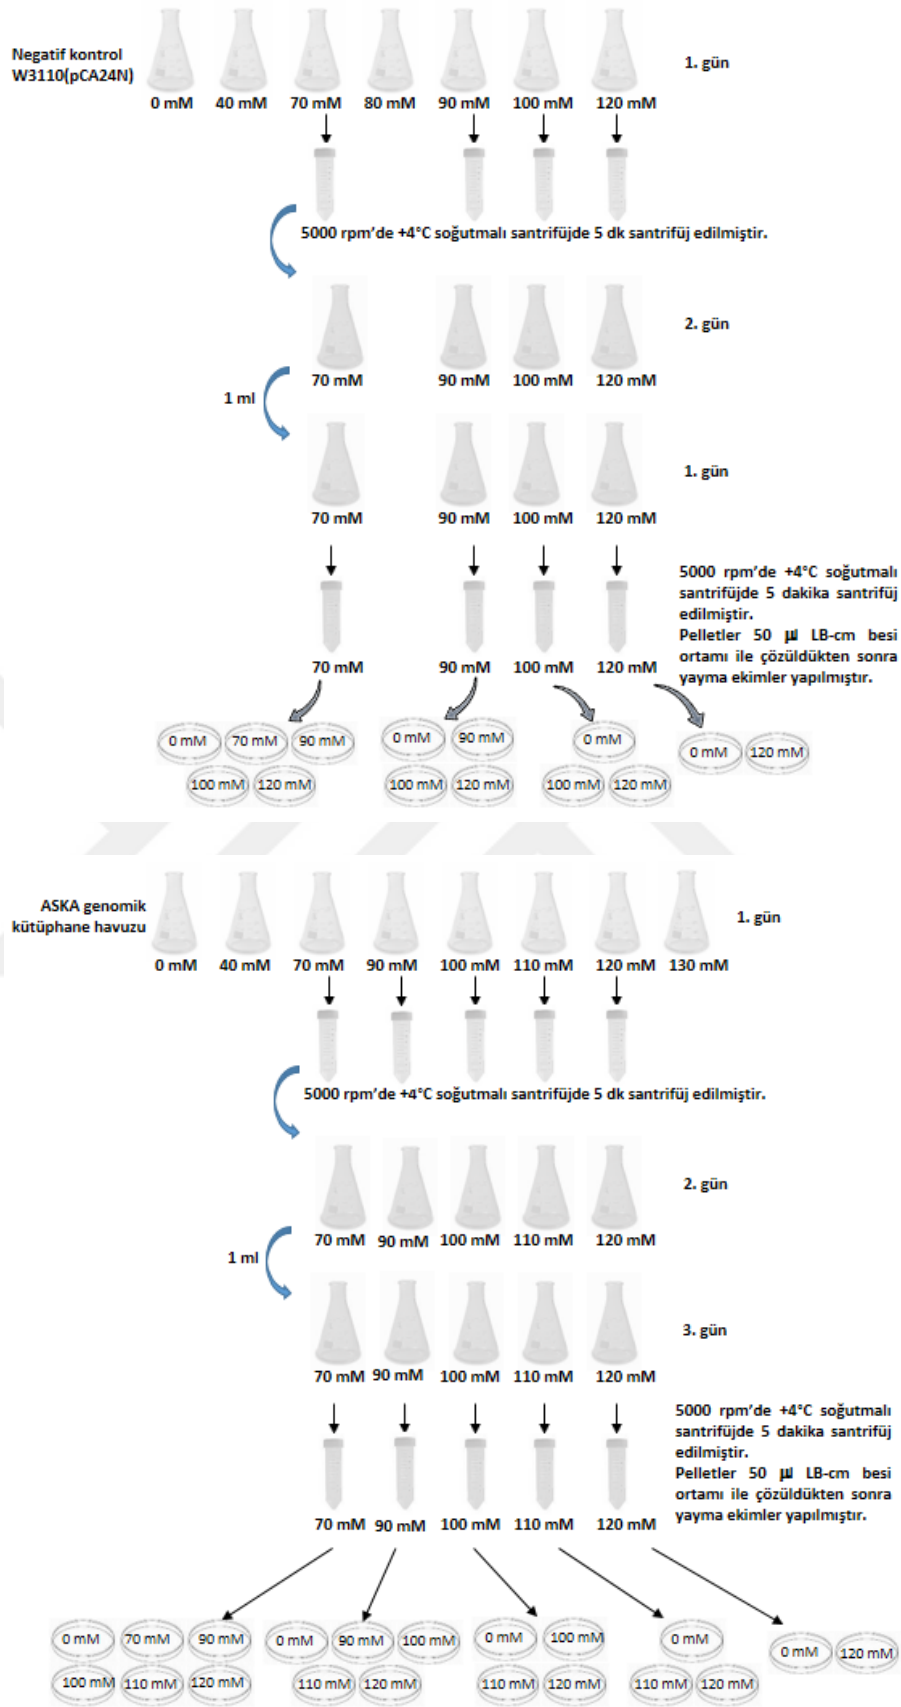 Negatif kontrol
W3110(pCA24N)
1. gün
0 mM 40 mM 70 mM 80 mM 90 mM 100 mM 120 mM
5000 rpm'de +4°C soğutmalı santrifüjde 5 dk santrifüj edilmiştir.
2. gün
70 mM 90 mM 100 mM 120 mM
1 ml
1. gün
70 mM 90 mM 100 mM 120 mM
5000 rpm'de +4°C soğutmalı
santrifüjde 5 dakika santrifüj
edilmiştir.
Pelletler 50 µl LB-cm besi
ortamı ile çözüldükten sonra
yayma ekimler yapılmıştır.
70 mM 90 mM 100 mM 120 mM
0 mM 70 mM 90 mM 0 mM 90 mM 0 mM 0 mM 120 mM
100 mM 120 mM 100 mM 120 mM 100 mM 120 mM
ASKA genomik
kütüphane havuzu
1. gün
0 mM 40 mM 70 mM 90 mM 100 mM 110 mM 120 mM 130 mM
5000 rpm'de +4°C soğutmalı santrifüjde 5 dk santrifüj edilmiştir.
2. gün
70 mM 90 mM 100 mM 110 mM 120 mM
1 ml
3. gün
70 mM 90 mM 100 mM 110 mM 120 mM
5000 rpm'de +4°C soğutmalı
santrifüjde 5 dakika santrifüj
edilmiştir.
Pelletler 50 µl LB-cm besi
ortamı ile çözüldükten sonra
yayma ekimler yapılmıştır.
70 mM 90 mM 100 mM 110 mM 120 mM
0 mM 70 mM 90 mM 0 mM 90 mM 100 mM 0 mM 100 mM 0 mM 0 mM 120 mM
100 mM 110 mM 120 mM 110 mM 120 mM 110 mM 120 mM 110 mM 120 mM